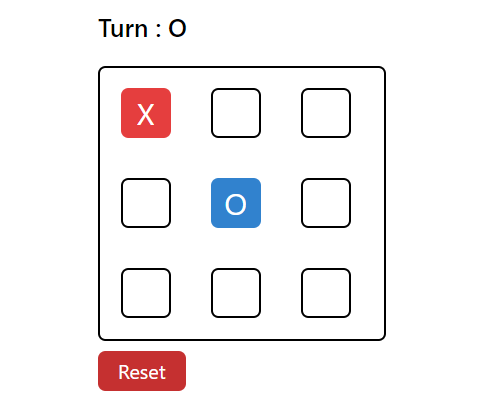 Turn : O
X
O
Reset